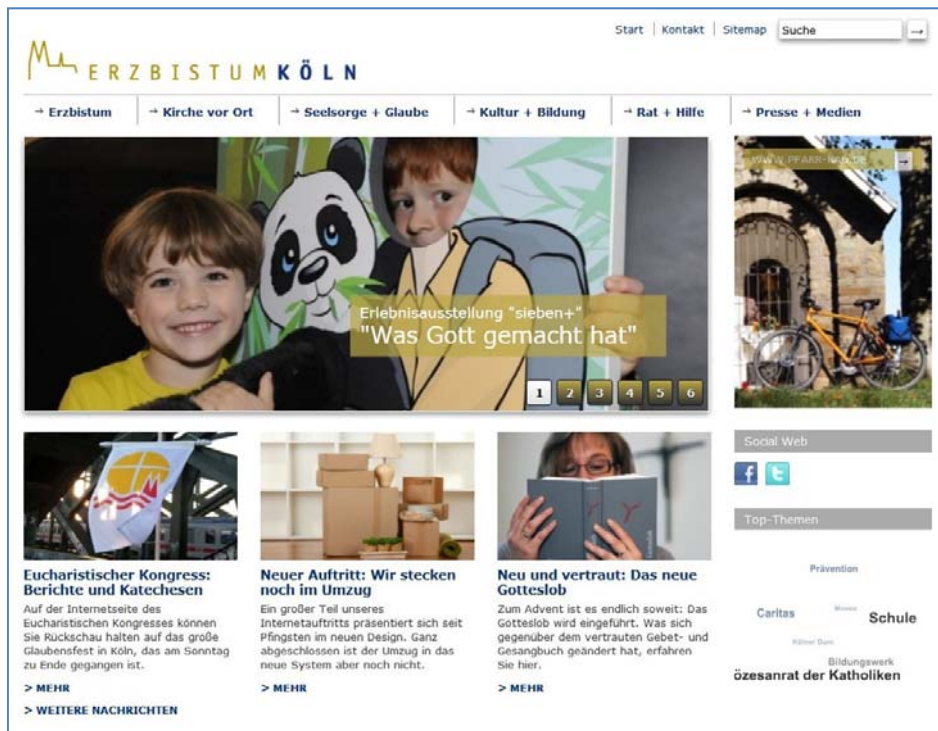 Start | Kontakt | Sitemap Suche →
ERZBISTUM KÖLN
→ Erzbistum
→ Kirche vor Ort
→ Seelsorge + Glaube
→ Kultur + Bildung
→ Rat + Hilfe
→ Presse + Medien
WWW.PFARR-RAD.DE →
Erlebnisausstellung "sieben+"
"Was Gott gemacht hat"
1 2 3 4 5 6
Social Web
Top-Themen
Eucharistischer Kongress:
Berichte und Katechesen
Auf der Internetseite des
Eucharistischen Kongresses können
Sie Rückschau halten auf das große
Glaubensfest in Köln, das am Sonntag
zu Ende gegangen ist.
> MEHR
> WEITERE NACHRICHTEN
Neuer Auftritt: Wir stecken
noch im Umzug
Ein großer Teil unseres
Internetauftritts präsentiert sich seit
Pfingsten im neuen Design. Ganz
abgeschlossen ist der Umzug in das
neue System aber noch nicht.
> MEHR
Neu und vertraut: Das neue
Gotteslob
Zum Advent ist es endlich soweit: Das
Gotteslob wird eingeführt. Was sich
gegenüber dem vertrauten Gebet- und
Gesangbuch geändert hat, erfahren
Sie hier.
> MEHR
Prävention
Caritas
Schule
Kölner Dom
Bildungswerk
özesanrat der Katholiken